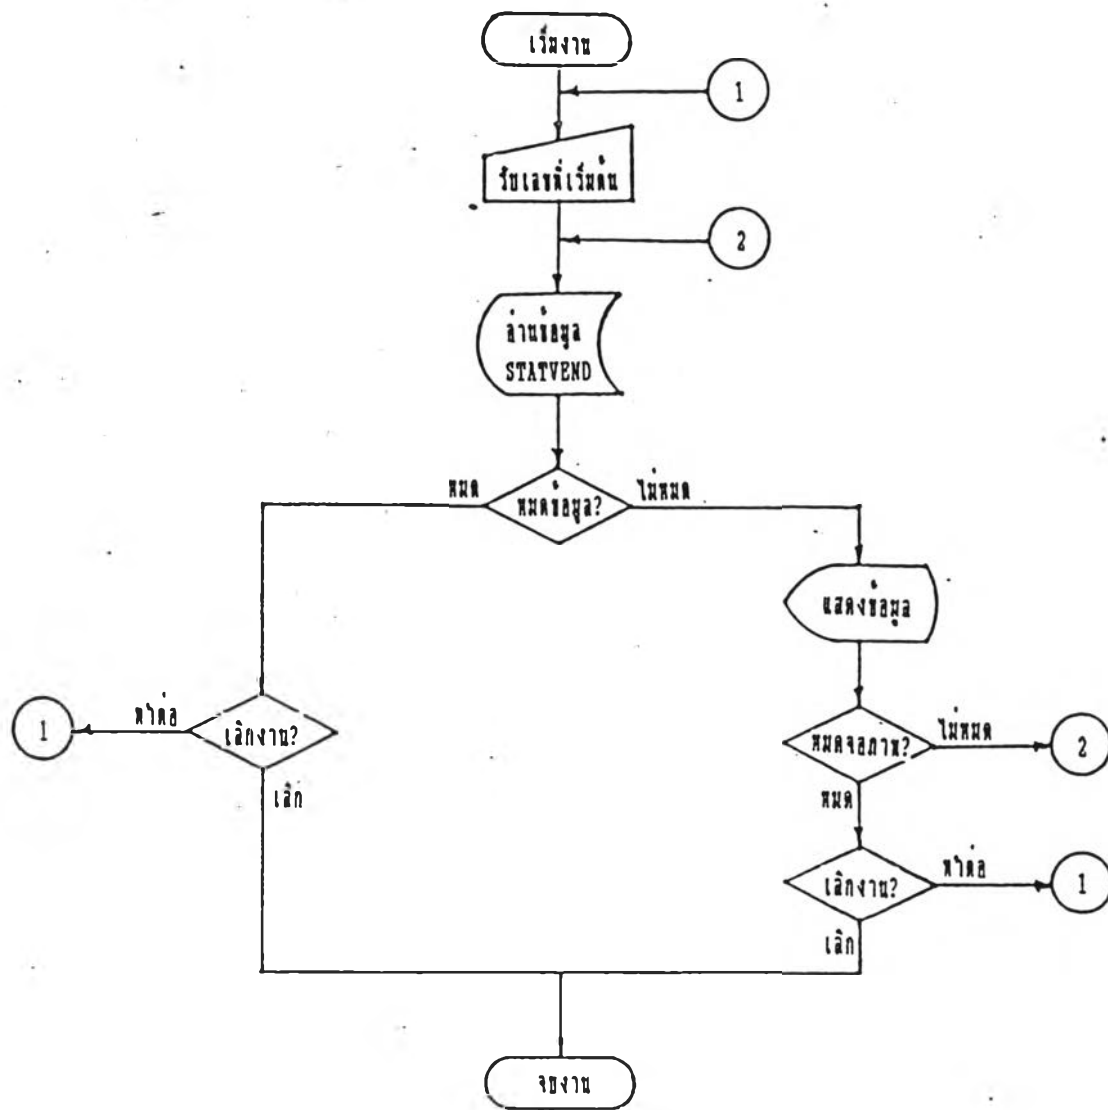 เริ่มงาน
1
รับเลขที่เริ่มต้น
2
อ่านข้อมูล
STATVEND
หมด
หมดข้อมูล?
ไม่หมด
แสดงข้อมูล
1
ทำต่อ
เลิกงาน?
หมดจอภาพ?
ไม่หมด
2
เลิก
หมด
เลิกงาน?
ทำต่อ
1
เลิก
จบงาน